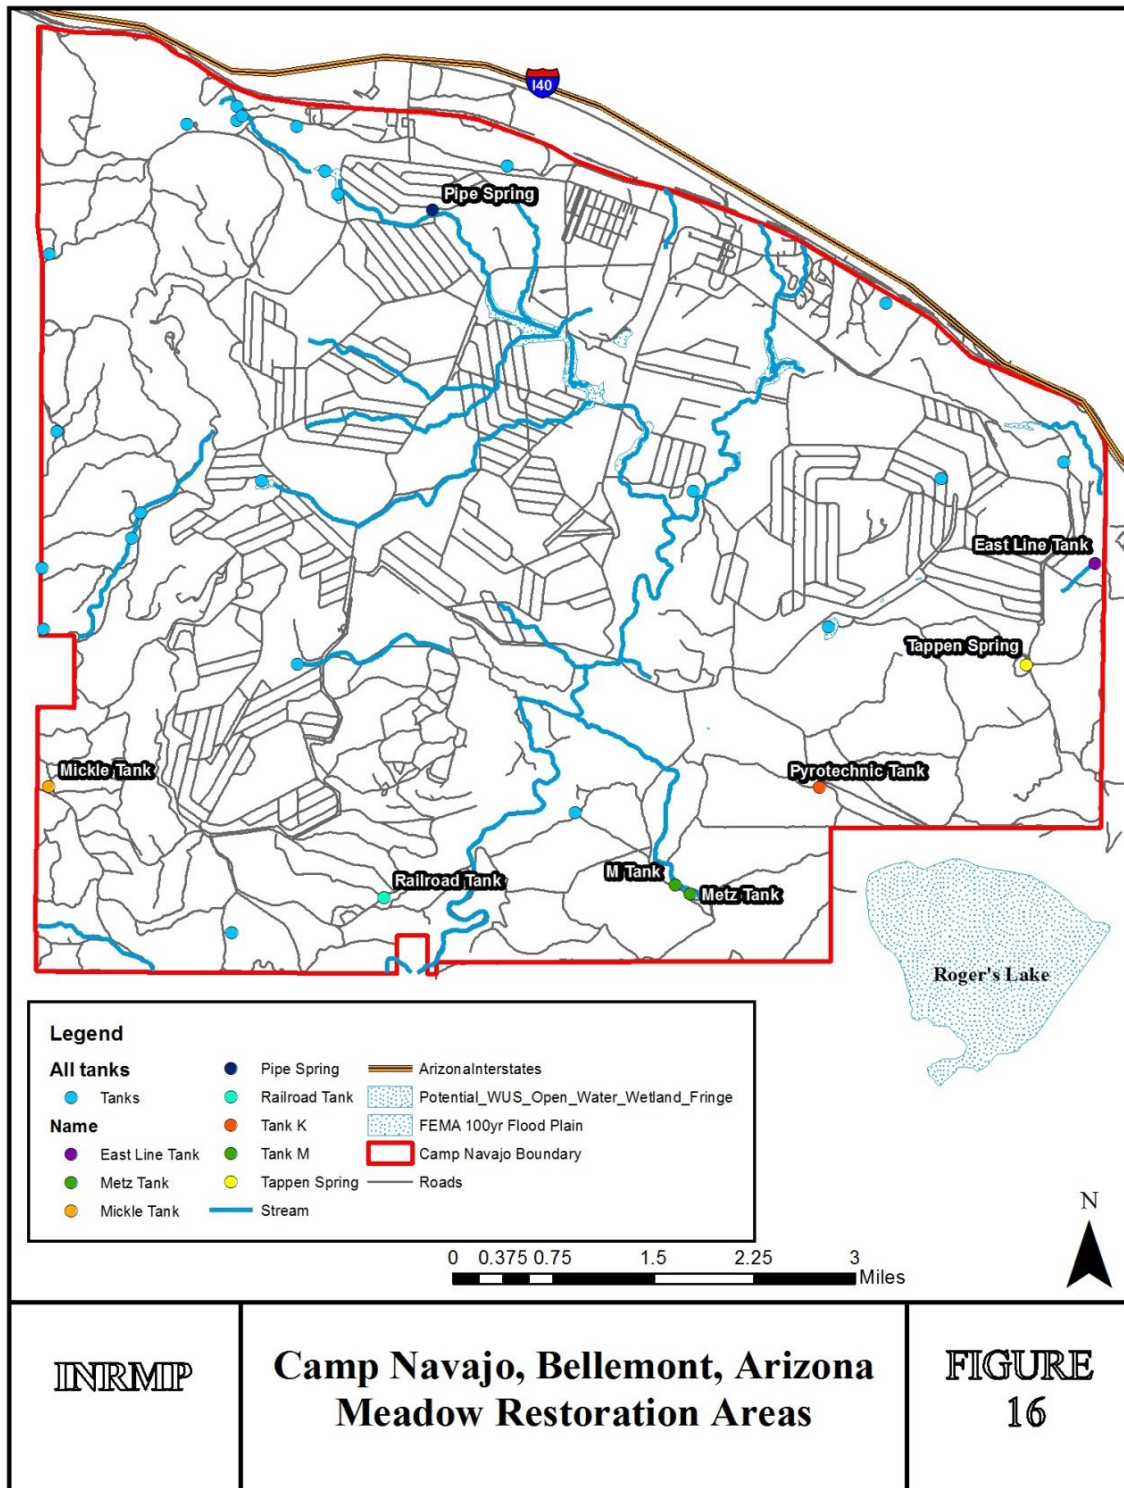 I40
Pipe Spring
East Line Tank
Tappen Spring
Mickle Tank
Pyrotechnic Tank
Railroad Tank
M Tank
Metz Tank
Roger's Lake
Legend
All tanks
Tanks
Name
East Line Tank
Metz Tank
Mickle Tank
Pipe Spring
Railroad Tank
Tank K
Tank M
Tappen Spring
Stream
ArizonaInterstates
Potential_WUS_Open_Water_Wetland_Fringe
FEMA 100yr Flood Plain
Camp Navajo Boundary
Roads
0 0.375 0.75 1.5 2.25 3
Miles
N
INRMP
Camp Navajo, Bellemont, Arizona
Meadow Restoration Areas
FIGURE
16